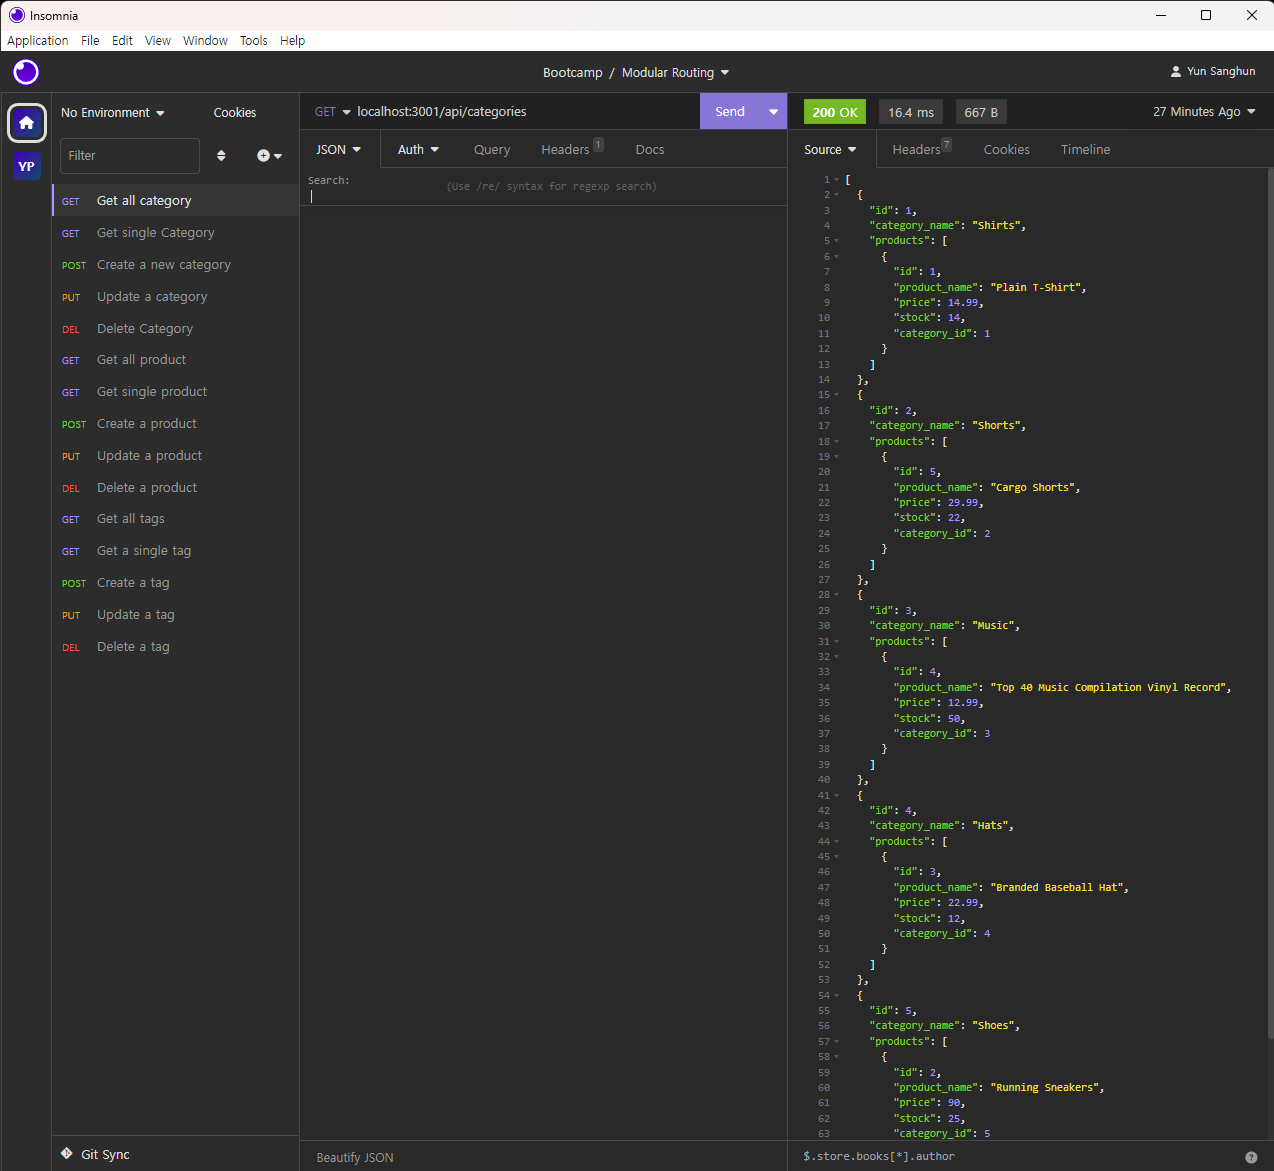 Insomnia
Application File Edit View Window Tools Help
Bootcamp / Modular Routing
Yun Sanghun
No Environment
Cookies
Filter
YP
GET Get all category
GET Get single Category
POST Create a new category
PUT Update a category
DEL Delete Category
GET Get all product
GET Get single product
POST Create a product
PUT Update a product
DEL Delete a product
GET Get all tags
GET Get a single tag
POST Create a tag
PUT Update a tag
DEL Delete a tag
Git Sync
GET localhost:3001/api/categories
Send
JSON Auth Query Headers 1 Docs
Search:
(Use /re/ syntax for regexp search)
Beautify JSON
200 OK 16.4 ms 667 B 27 Minutes Ago
Source Headers 7 Cookies Timeline
1 [
2 {
3 "id": 1,
4 "category_name": "Shirts",
5 "products": [
6 {
7 "id": 1,
8 "product_name": "Plain T-Shirt",
9 "price": 14.99,
10 "stock": 14,
11 "category_id": 1
12 }
13 ]
14 },
15 {
16 "id": 2,
17 "category_name": "Shorts",
18 "products": [
19 {
20 "id": 5,
21 "product_name": "Cargo Shorts",
22 "price": 29.99,
23 "stock": 22,
24 "category_id": 2
25 }
26 ]
27 },
28 {
29 "id": 3,
30 "category_name": "Music",
31 "products": [
32 {
33 "id": 4,
34 "product_name": "Top 40 Music Compilation Vinyl Record",
35 "price": 12.99,
36 "stock": 50,
37 "category_id": 3
38 }
39 ]
40 },
41 {
42 "id": 4,
43 "category_name": "Hats",
44 "products": [
45 {
46 "id": 3,
47 "product_name": "Branded Baseball Hat",
48 "price": 22.99,
49 "stock": 12,
50 "category_id": 4
51 }
52 ]
53 },
54 {
55 "id": 5,
56 "category_name": "Shoes",
57 "products": [
58 {
59 "id": 2,
60 "product_name": "Running Sneakers",
61 "price": 90,
62 "stock": 25,
63 "category_id": 5
$.store.books[*].author